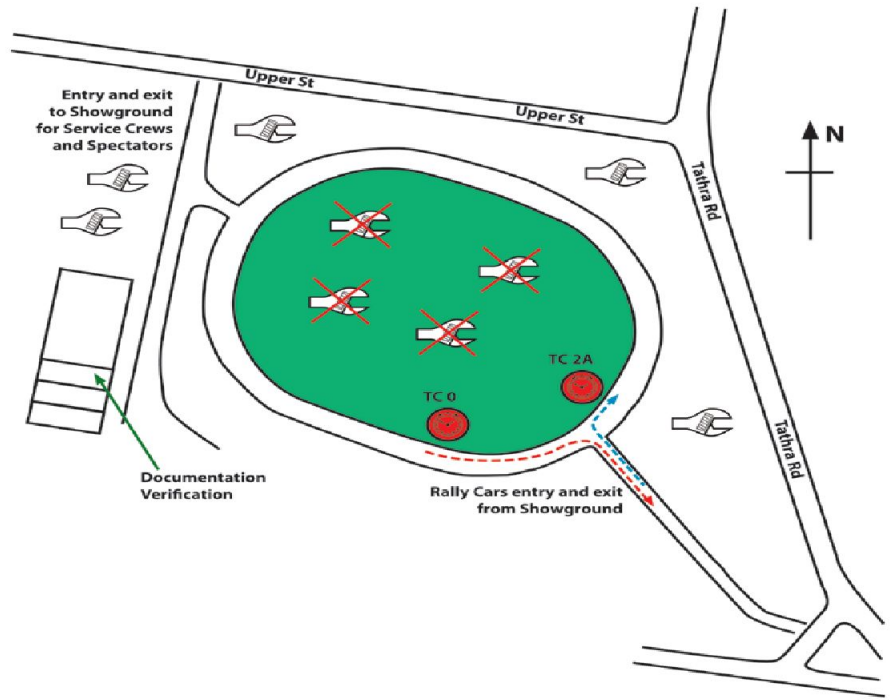 Upper St
Upper St
Entry and exit
to Showground
for Service Crews
and Spectators
N
Tathra Rd
TC 2A
TC 0
Tathra Rd
Documentation
Verification
Rally Cars entry and exit
from Showground